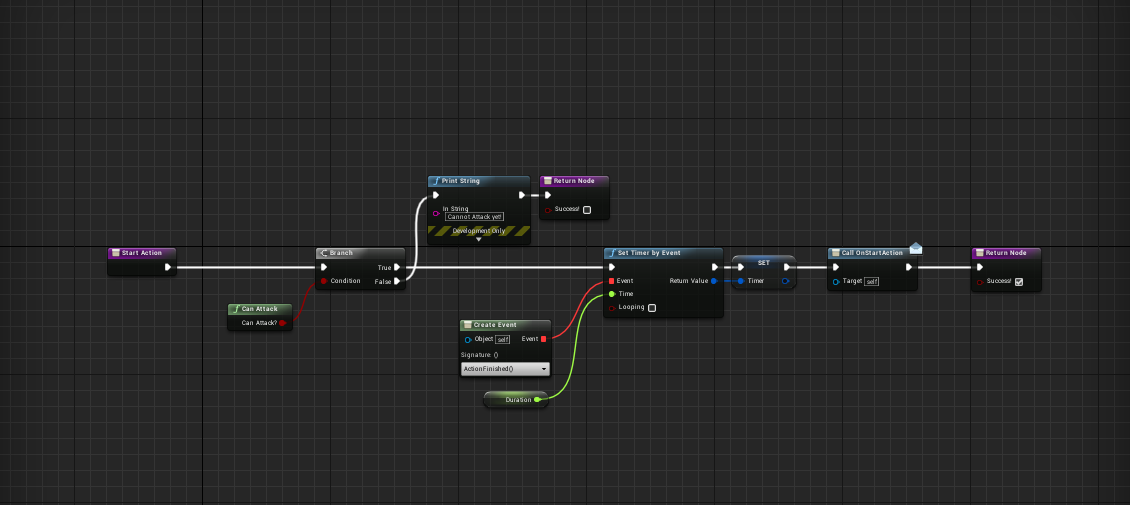 Print String
Return Node
In String
Cannot Attack yet!
Success!
Development Only
Start Action
Branch
True
Condition
False
Can Attack
Can Attack?
Set Timer by Event
Event
Return Value
Time
Looping
SET
Timer
Call OnStartAction
Target self
Return Node
Success!
Create Event
Object self Event
Signature: ()
ActionFinished()
Duration